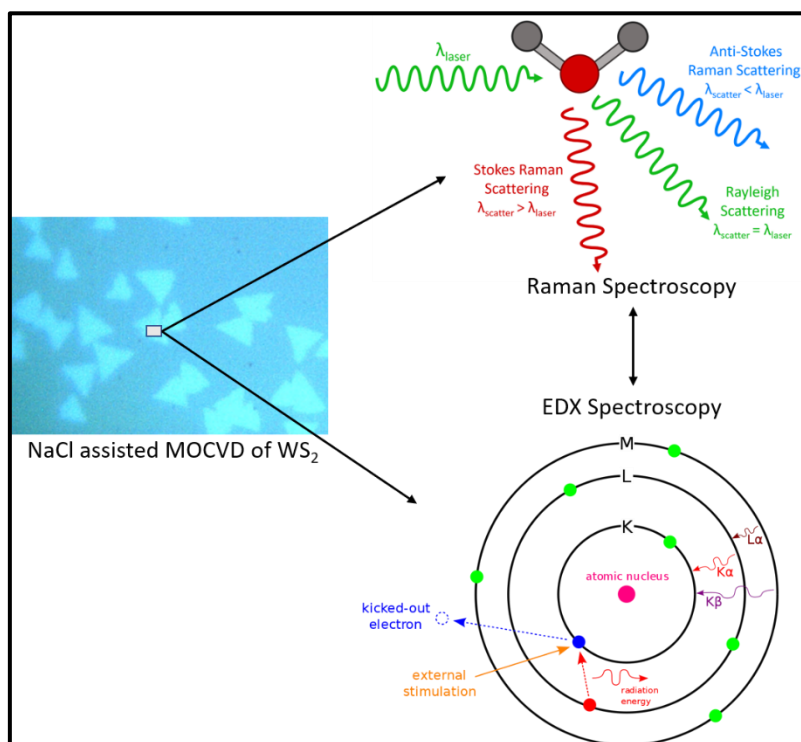 λlaser
Anti-Stokes
Raman Scattering
λscatter < λlaser
Stokes Raman
Scattering
λscatter > λlaser
Rayleigh
Scattering
λscatter = λlaser
Raman Spectroscopy
NaCl assisted MOCVD of WS2
EDX Spectroscopy
M
L
K
Lα
Kα
Kβ
atomic nucleus
kicked-out
electron
external
stimulation
radiation
energy